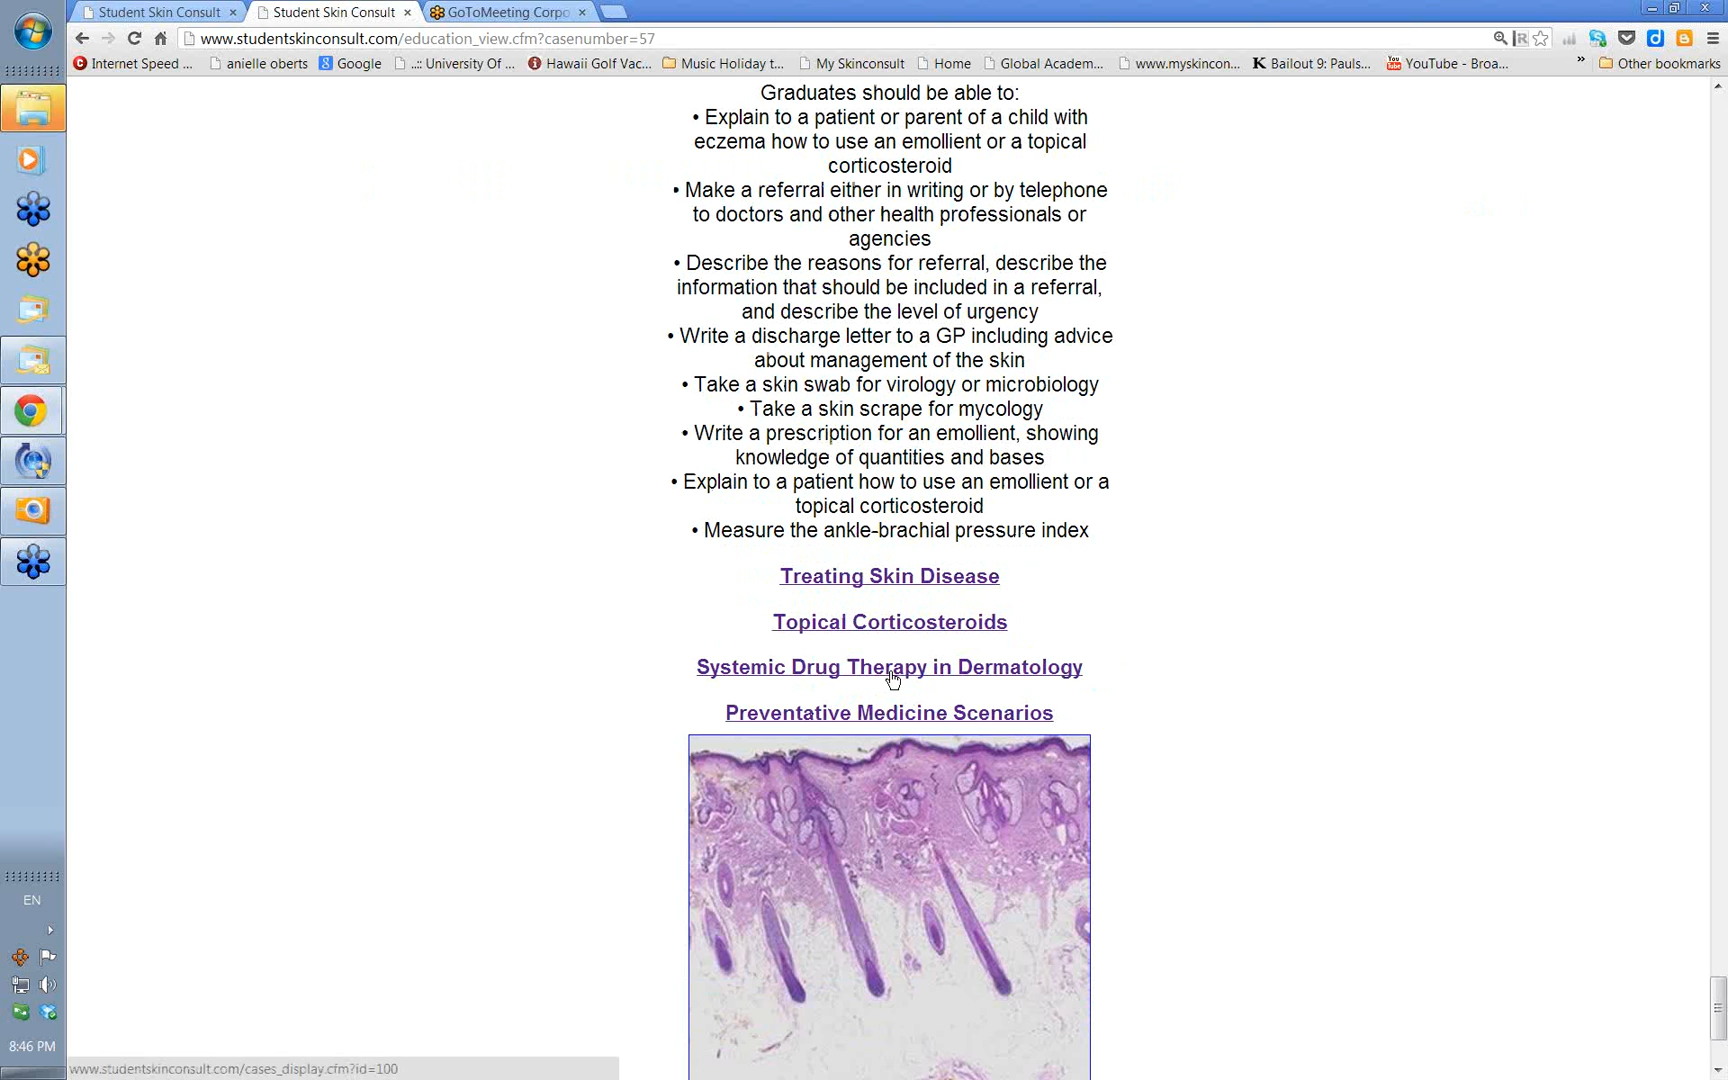 Student Skin Consult
Student Skin Consult
GoToMeeting Corpo
www.studentskinconsult.com/education_view.cfm?casenumber=57
Internet Speed ...
anielle oberts
Google
..:: University Of ...
Hawaii Golf Vac...
Music Holiday t...
My Skinconsult
Home
Global Academ...
www.myskincon...
Bailout 9: Pauls...
YouTube - Broa...
»
Other bookmarks
Graduates should be able to:
• Explain to a patient or parent of a child with
eczema how to use an emollient or a topical
corticosteroid
• Make a referral either in writing or by telephone
to doctors and other health professionals or
agencies
• Describe the reasons for referral, describe the
information that should be included in a referral,
and describe the level of urgency
• Write a discharge letter to a GP including advice
about management of the skin
• Take a skin swab for virology or microbiology
• Take a skin scrape for mycology
• Write a prescription for an emollient, showing
knowledge of quantities and bases
• Explain to a patient how to use an emollient or a
topical corticosteroid
• Measure the ankle-brachial pressure index
Treating Skin Disease
Topical Corticosteroids
Systemic Drug Therapy in Dermatology
Preventative Medicine Scenarios
EN
8:46 PM
www.studentskinconsult.com/cases_display.cfm?id=100